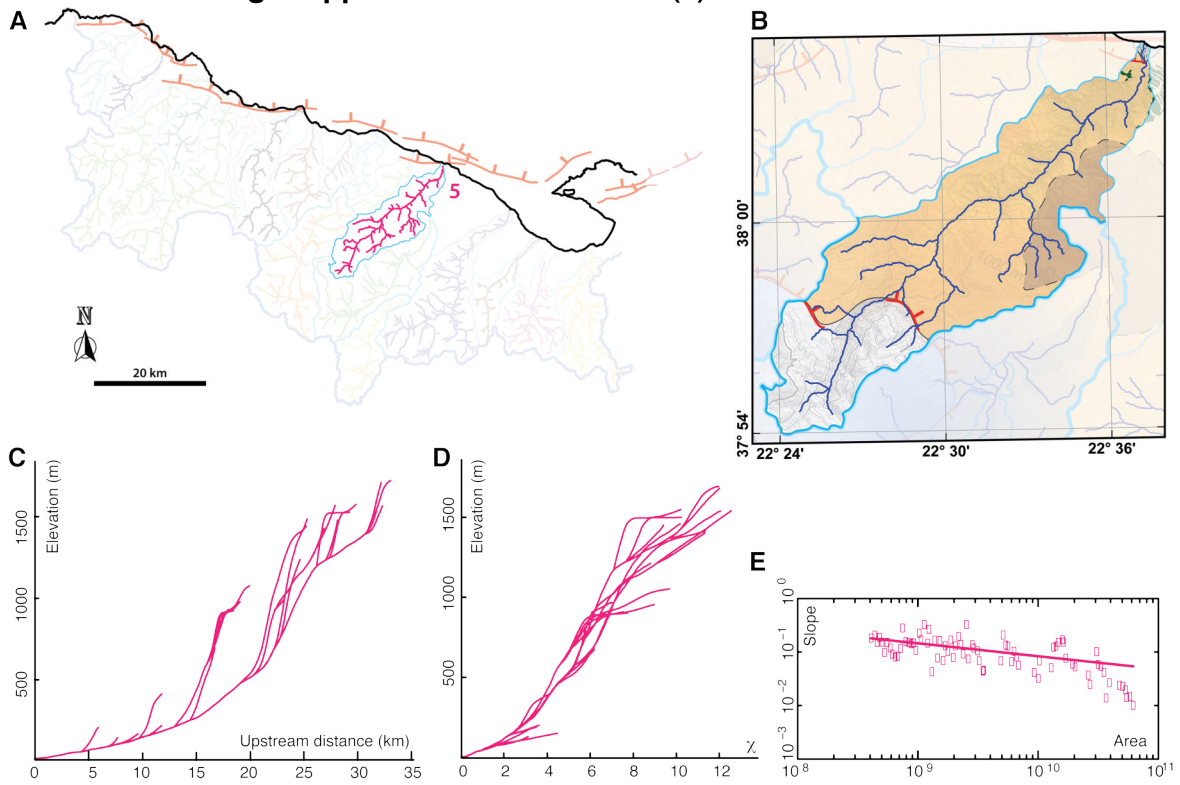 A
5
N
20 km
B
38° 00'
37° 54'
22° 24'
22° 30'
22° 36'
C
Elevation (m)
1500
1000
500
Upstream distance (km)
0 5 10 15 20 25 30 35
D
Elevation (m)
1500
1000
500
χ
0 2 4 6 8 10 12
E
Slope
10⁰
10⁻¹
10⁻²
10⁻³
Area
10⁸ 10⁹ 10¹⁰ 10¹¹